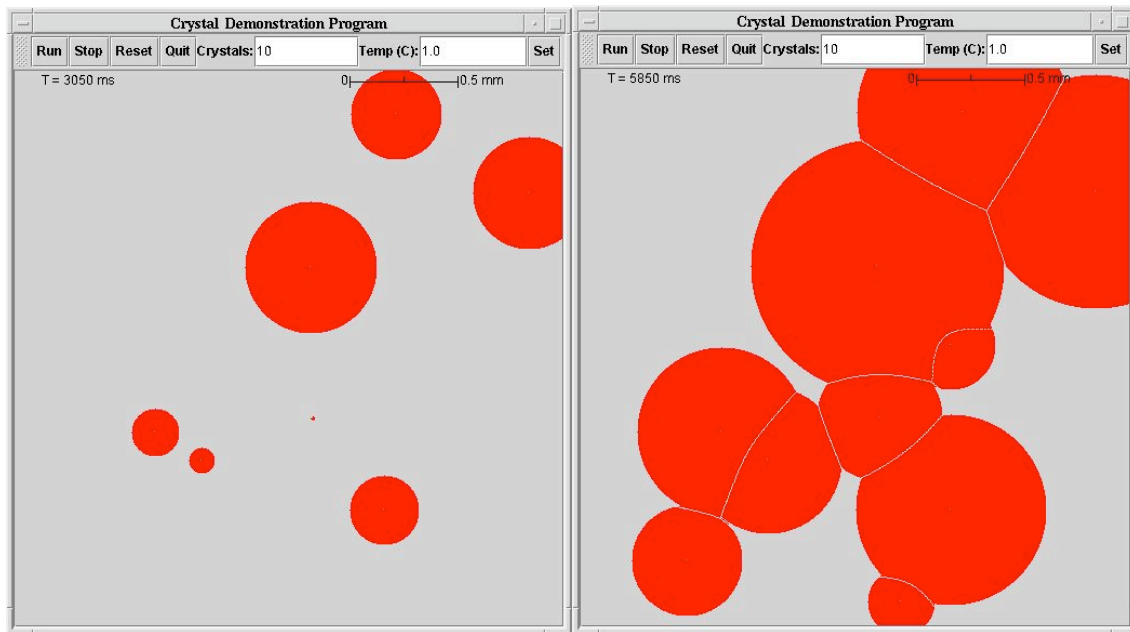 Crystal Demonstration Program
Run Stop Reset Quit Crystals: 10 Temp (C): 1.0 Set
T = 3050 ms 0 0.5 mm
Crystal Demonstration Program
Run Stop Reset Quit Crystals: 10 Temp (C): 1.0 Set
T = 5850 ms 0 0.5 mm